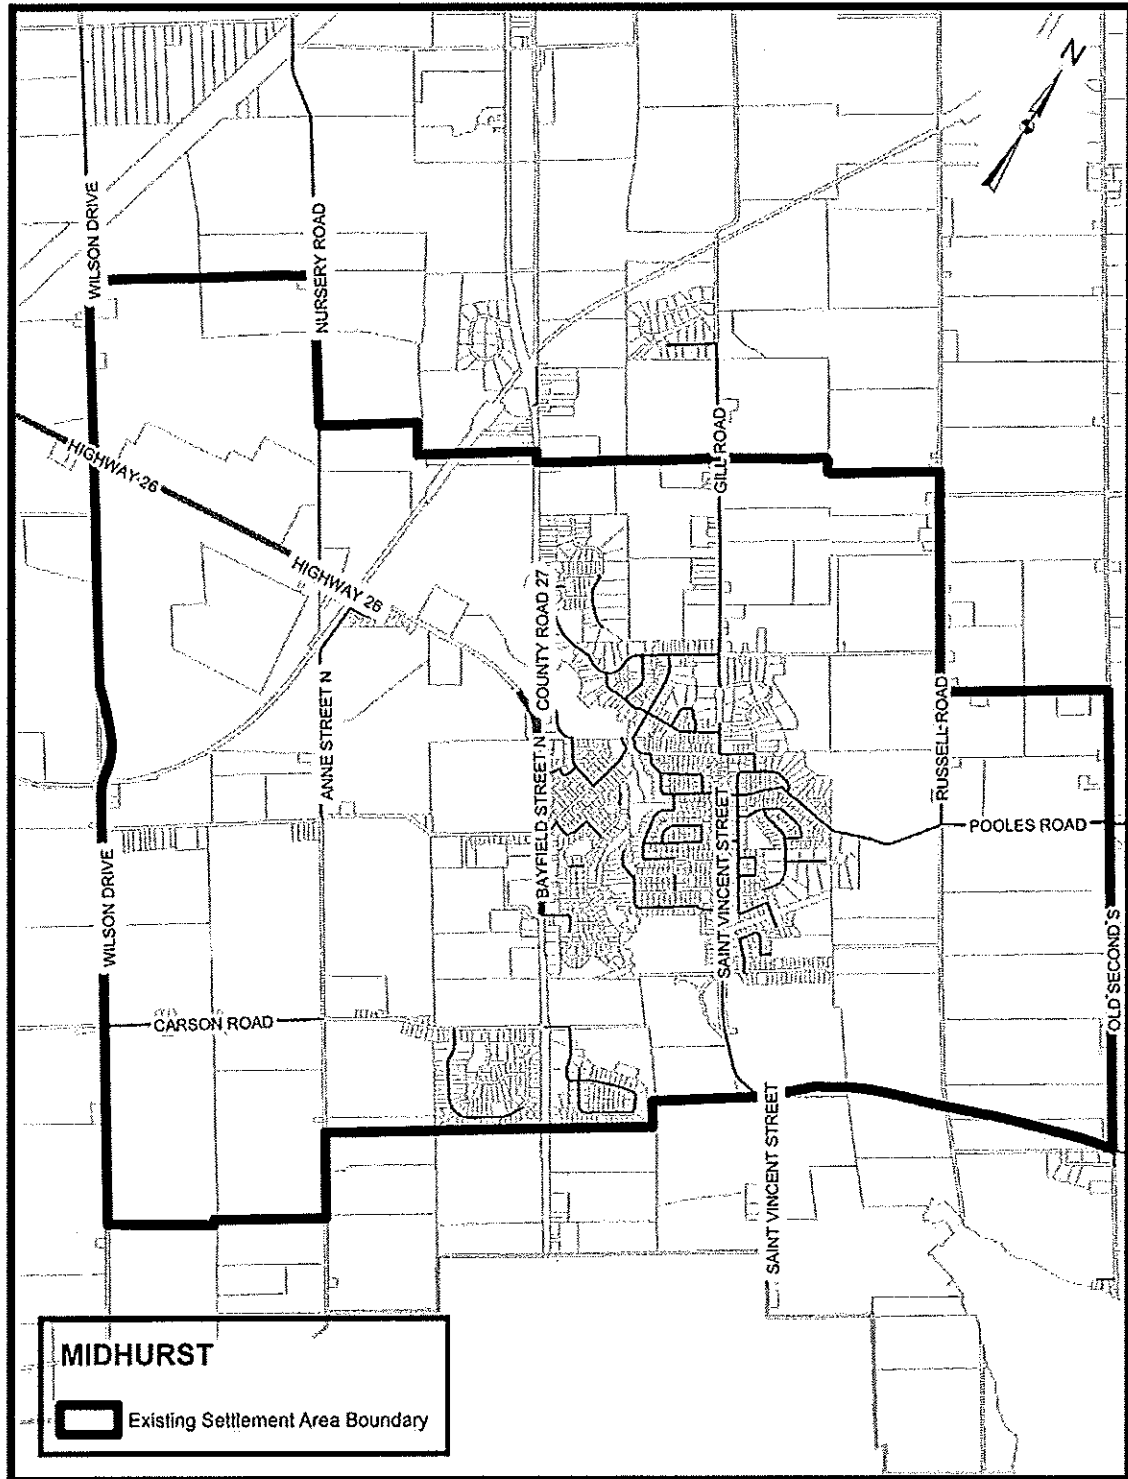 N
WILSON DRIVE
NURSERY ROAD
GILL ROAD
HIGHWAY 26
HIGHWAY 26
COUNTY ROAD 27
ANNE STREET N
BAYFIELD STREET N
SAINT VINCENT STREET
RUSSELL ROAD
POOLES ROAD
WILSON DRIVE
OLD SECOND S
CARSON ROAD
SAINT VINCENT STREET
MIDHURST
Existing Settlement Area Boundary